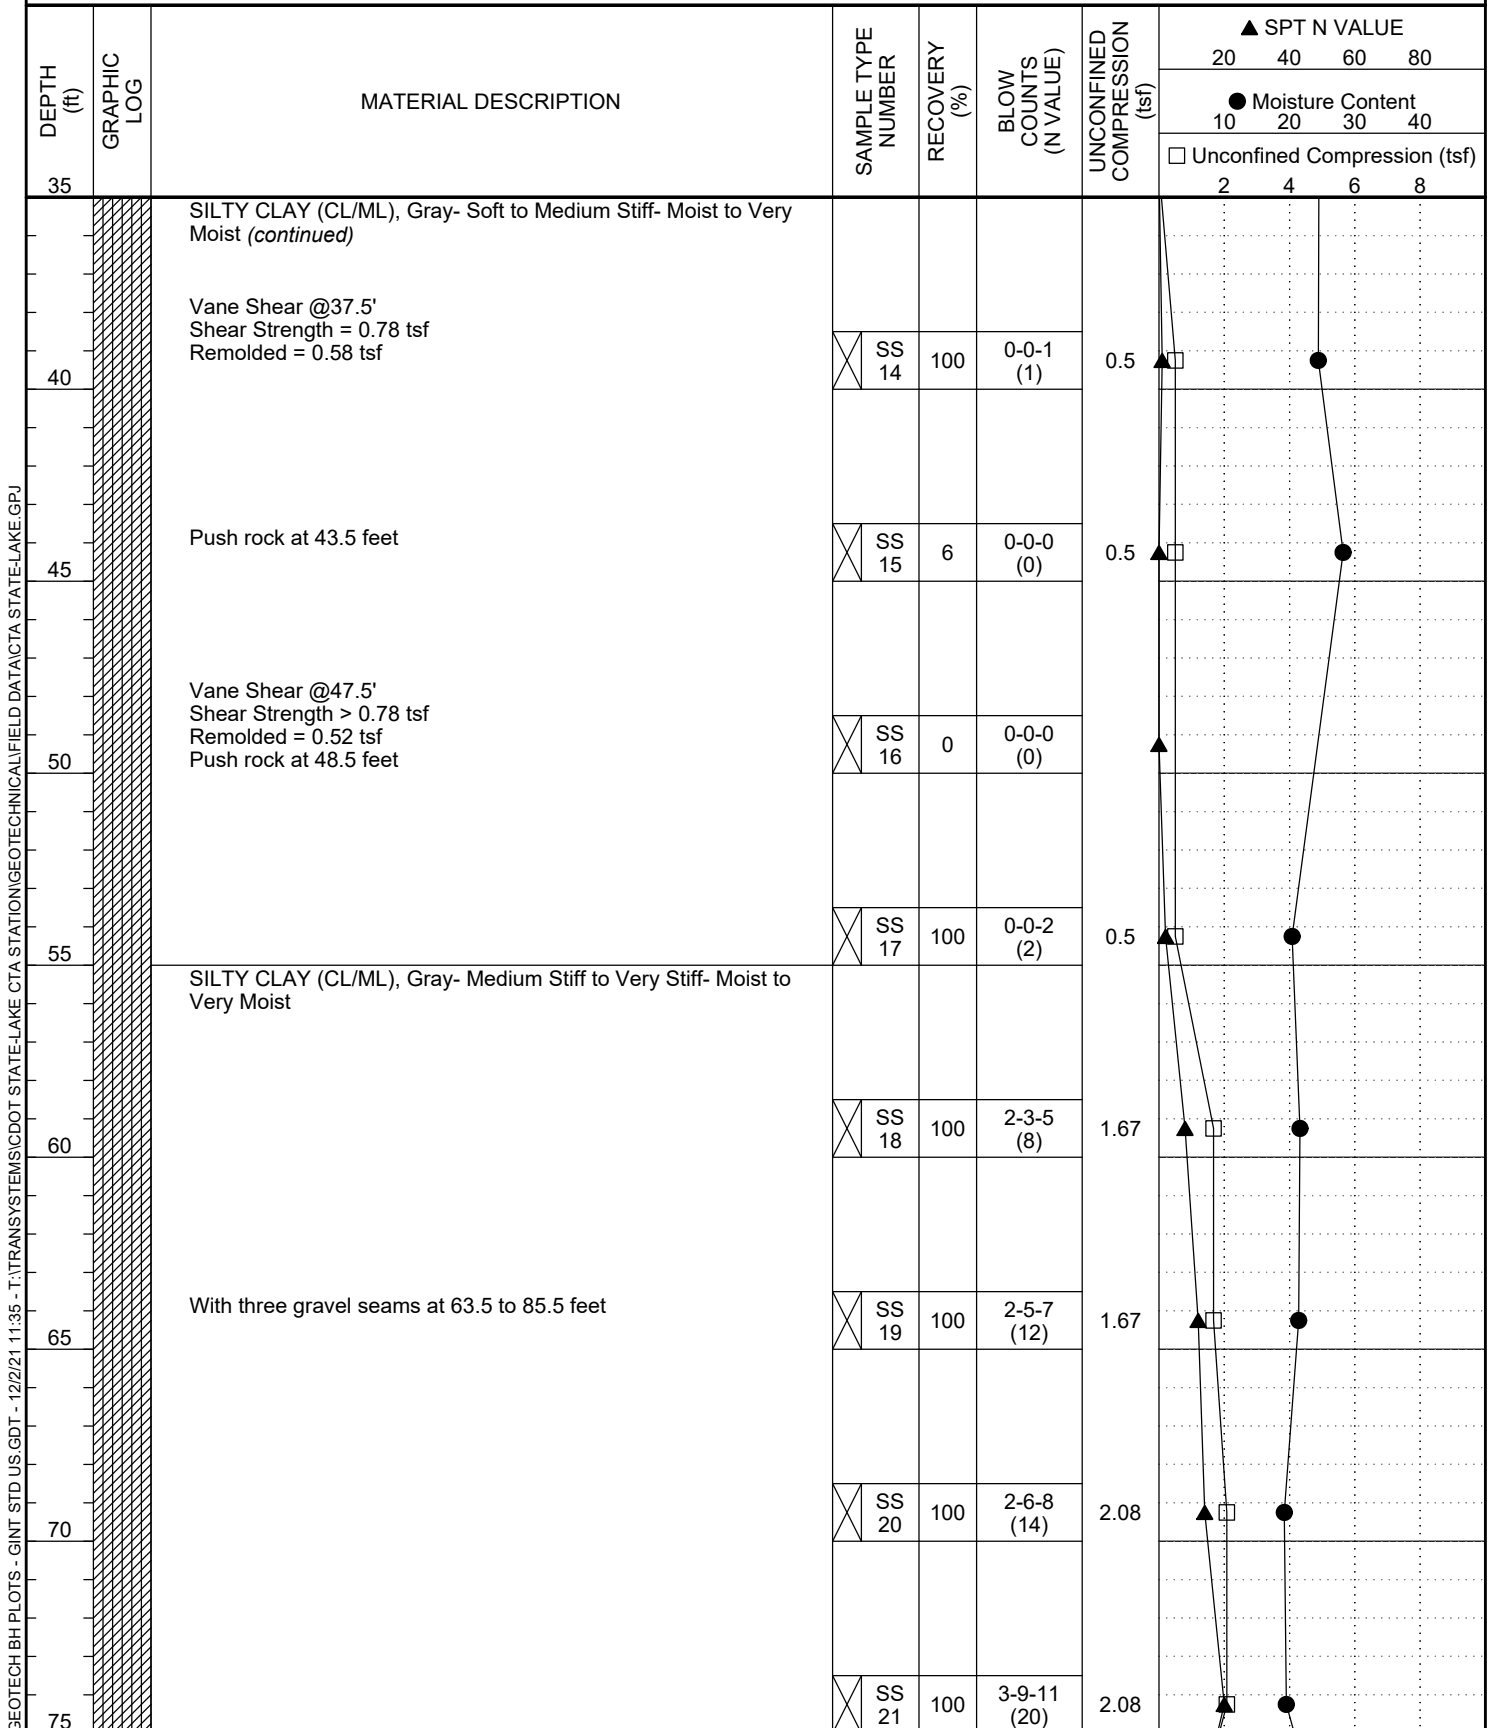 DEPTH
(ft)
GRAPHIC
LOG
MATERIAL DESCRIPTION
SAMPLE TYPE
NUMBER
RECOVERY
(%)
BLOW
COUNTS
(N VALUE)
UNCONFINED
COMPRESSION
(tsf)
▲ SPT N VALUE
20 40 60 80
● Moisture Content
10 20 30 40
□ Unconfined Compression (tsf)
2 4 6 8
35
SILTY CLAY (CL/ML), Gray- Soft to Medium Stiff- Moist to Very
Moist (continued)
Vane Shear @37.5'
Shear Strength = 0.78 tsf
Remolded = 0.58 tsf
SS
14
100
0-0-1
(1)
0.5
40
Push rock at 43.5 feet
SS
15
6
0-0-0
(0)
0.5
45
Vane Shear @47.5'
Shear Strength > 0.78 tsf
Remolded = 0.52 tsf
Push rock at 48.5 feet
SS
16
0
0-0-0
(0)
50
SS
17
100
0-0-2
(2)
0.5
55
SILTY CLAY (CL/ML), Gray- Medium Stiff to Very Stiff- Moist to
Very Moist
SS
18
100
2-3-5
(8)
1.67
60
With three gravel seams at 63.5 to 85.5 feet
SS
19
100
2-5-7
(12)
1.67
65
SS
20
100
2-6-8
(14)
2.08
70
SS
21
100
3-9-11
(20)
2.08
75
GEOTECH BH PLOTS - GINT STD US.GDT - 12/2/21 11:35 - T:\TRANSYSTEMS\CDOT STATE-LAKE CTA STATION\GEOTECHNICAL\FIELD DATA\CTA STATE-LAKE.GPJ